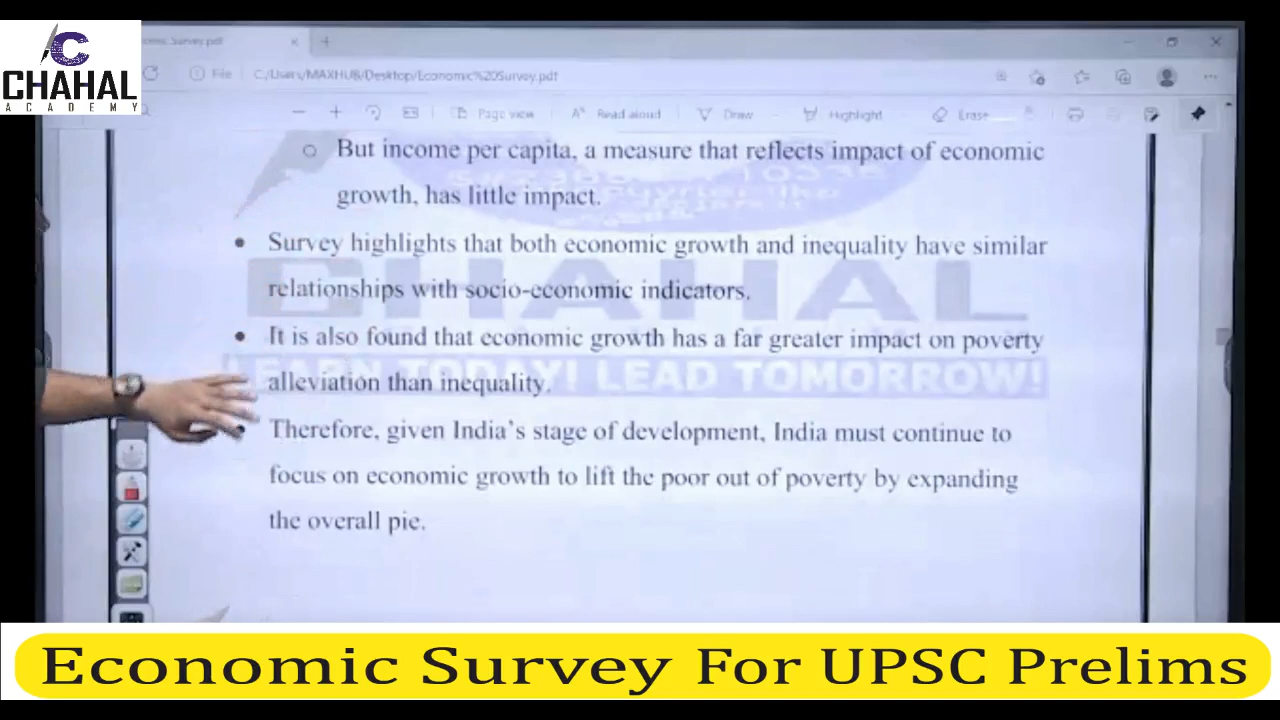 CHAHAL
ACADEMY
File
C:/Users/MAXHUB/Desktop/Economic%20Survey.pdf
Page view
Read aloud
Draw
Highlight
Erase
But income per capita, a measure that reflects impact of economic
growth, has little impact.
• Survey highlights that both economic growth and inequality have similar
relationships with socio-economic indicators.
• It is also found that economic growth has a far greater impact on poverty
alleviation than inequality.
• Therefore, given India's stage of development, India must continue to
focus on economic growth to lift the poor out of poverty by expanding
the overall pie.
CHAHAL
LEARN TODAY! LEAD TOMORROW!
Economic Survey For UPSC Prelims